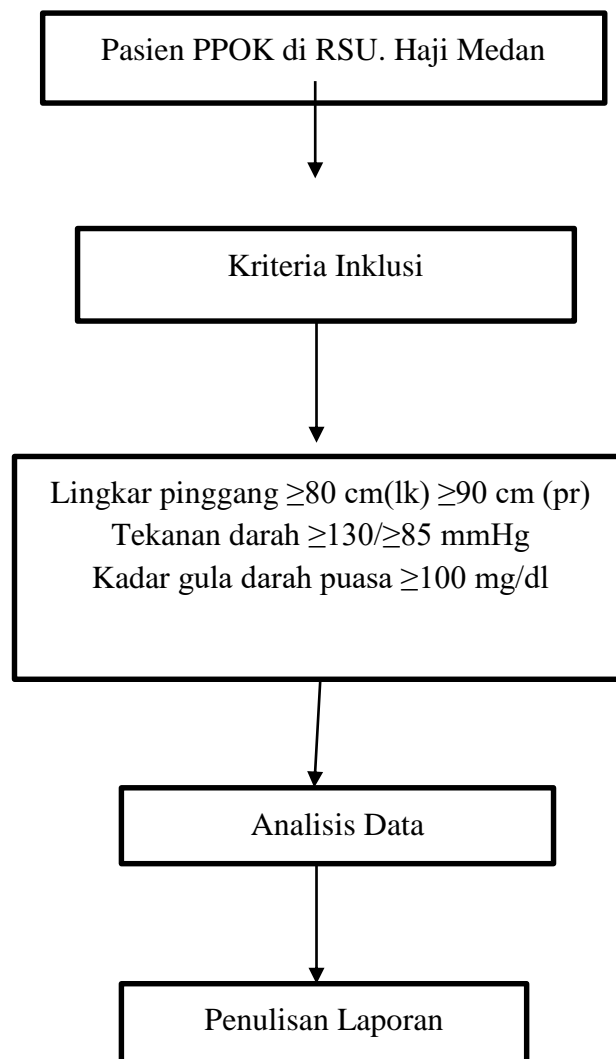 Pasien PPOK di RSU. Haji Medan
Kriteria Inklusi
Lingkar pinggang ≥80 cm(lk) ≥90 cm (pr)
Tekanan darah ≥130/≥85 mmHg
Kadar gula darah puasa ≥100 mg/dl
Analisis Data
Penulisan Laporan